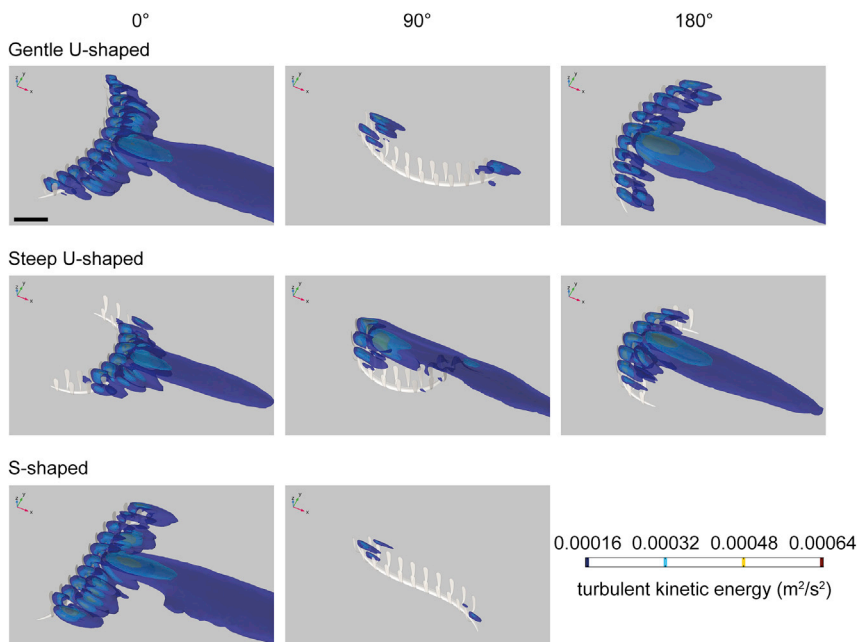 0° 90° 180°
Gentle U-shaped
Steep U-shaped
S-shaped
0.00016 0.00032 0.00048 0.00064
turbulent kinetic energy (m²/s²)